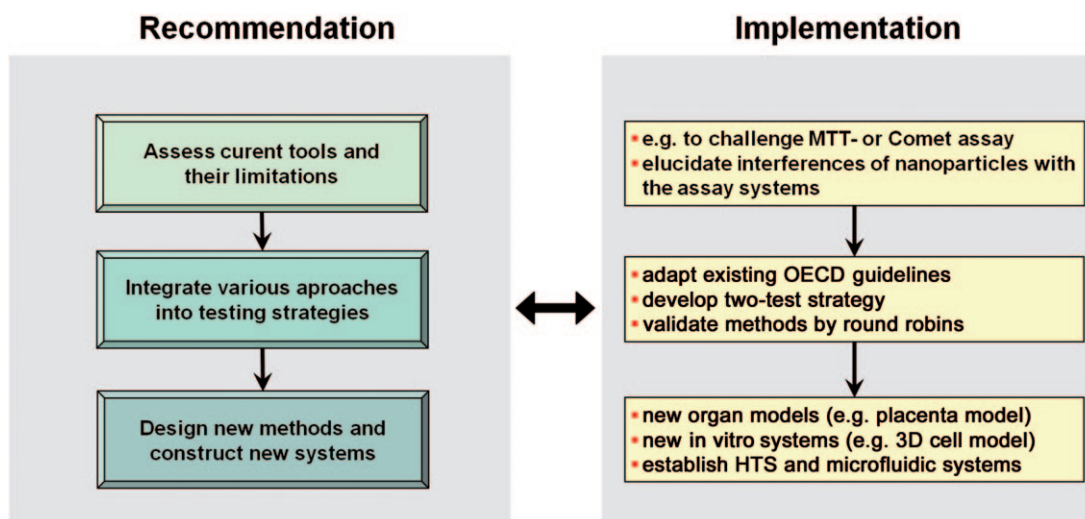 Recommendation
Assess curent tools and
their limitations
Integrate various aproaches
into testing strategies
Design new methods and
construct new systems
Implementation
▪ e.g. to challenge MTT- or Comet assay
▪ elucidate interferences of nanoparticles with
the assay systems
▪ adapt existing OECD guidelines
▪ develop two-test strategy
▪ validate methods by round robins
▪ new organ models (e.g. placenta model)
▪ new in vitro systems (e.g. 3D cell model)
▪ establish HTS and microfluidic systems